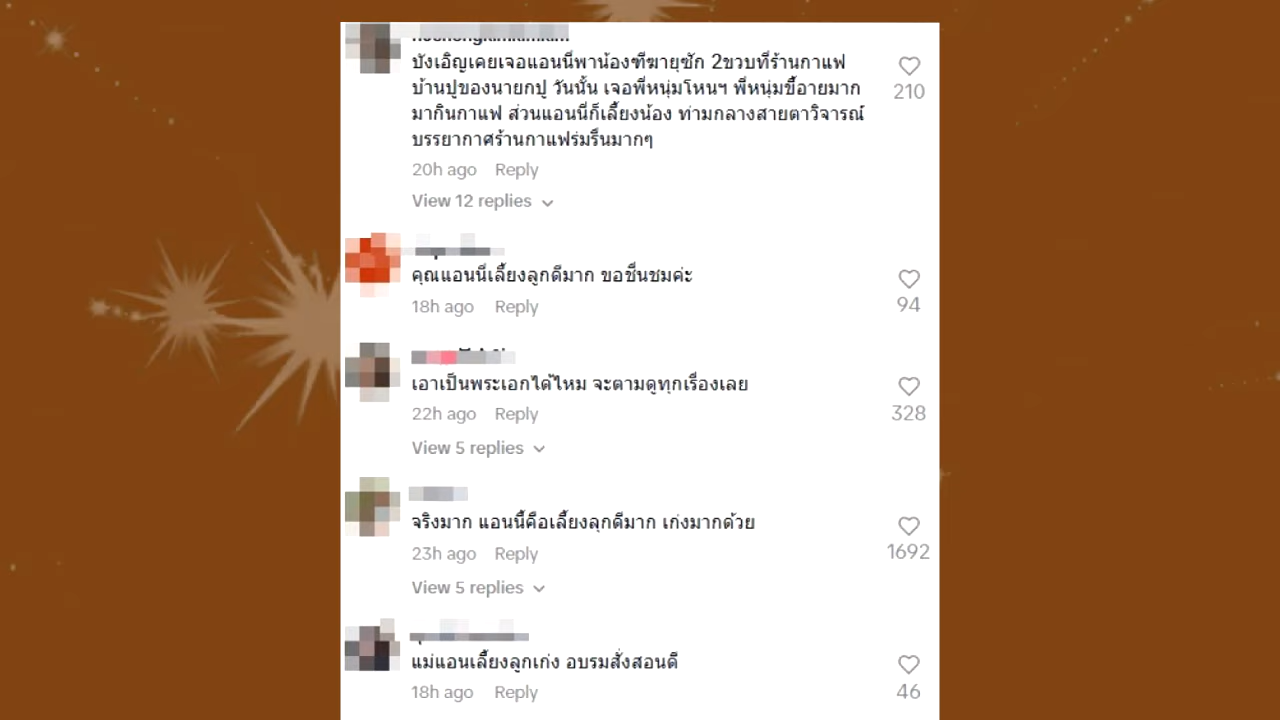 บังเอิญเคยเจอแอนนี่พาน้องฑีฆายุซัก 2ขวบที่ร้านกาแฟ
บ้านปูของนายกปู วันนั้น เจอพี่หนุ่มโหนฯ พี่หนุ่มขี้อายมาก
มากินกาแฟ ส่วนแอนนี่ก็เลี้ยงน้อง ท่ามกลางสายตาวิจารณ์
บรรยากาศร้านกาแฟร่มรื่นมากๆ
210
20h ago Reply
View 12 replies
คุณแอนนี่เลี้ยงลูกดีมาก ขอชื่นชมค่ะ
94
18h ago Reply
เอาเป็นพระเอกได้ไหม จะตามดูทุกเรื่องเลย
328
22h ago Reply
View 5 replies
จริงมาก แอนนี้คือเลี้ยงลูกดีมาก เก่งมากด้วย
1692
23h ago Reply
View 5 replies
แม่แอนเลี้ยงลูกเก่ง อบรมสั่งสอนดี
46
18h ago Reply